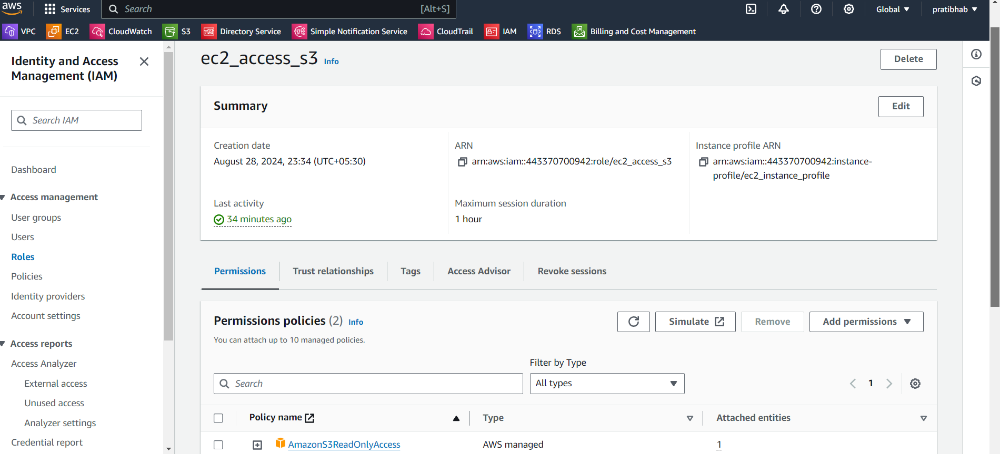 aws
Services
Search
[Alt+S]
Global
pratibhab
VPC
EC2
CloudWatch
S3
Directory Service
Simple Notification Service
CloudTrail
IAM
RDS
Billing and Cost Management
Identity and Access
Management (IAM)
Search IAM
Dashboard
Access management
User groups
Users
Roles
Policies
Identity providers
Account settings
Access reports
Access Analyzer
External access
Unused access
Analyzer settings
Credential report
ec2_access_s3 Info
Delete
Summary
Edit
Creation date
August 28, 2024, 23:34 (UTC+05:30)
ARN
arn:aws:iam::443370700942:role/ec2_access_s3
Instance profile ARN
arn:aws:iam::443370700942:instance-
profile/ec2_instance_profile
Last activity
34 minutes ago
Maximum session duration
1 hour
Permissions
Trust relationships
Tags
Access Advisor
Revoke sessions
Permissions policies (2) Info
You can attach up to 10 managed policies.
Simulate
Remove
Add permissions
Filter by Type
Search
All types
1
Policy name
Type
Attached entities
AmazonS3ReadOnlyAccess
AWS managed
1